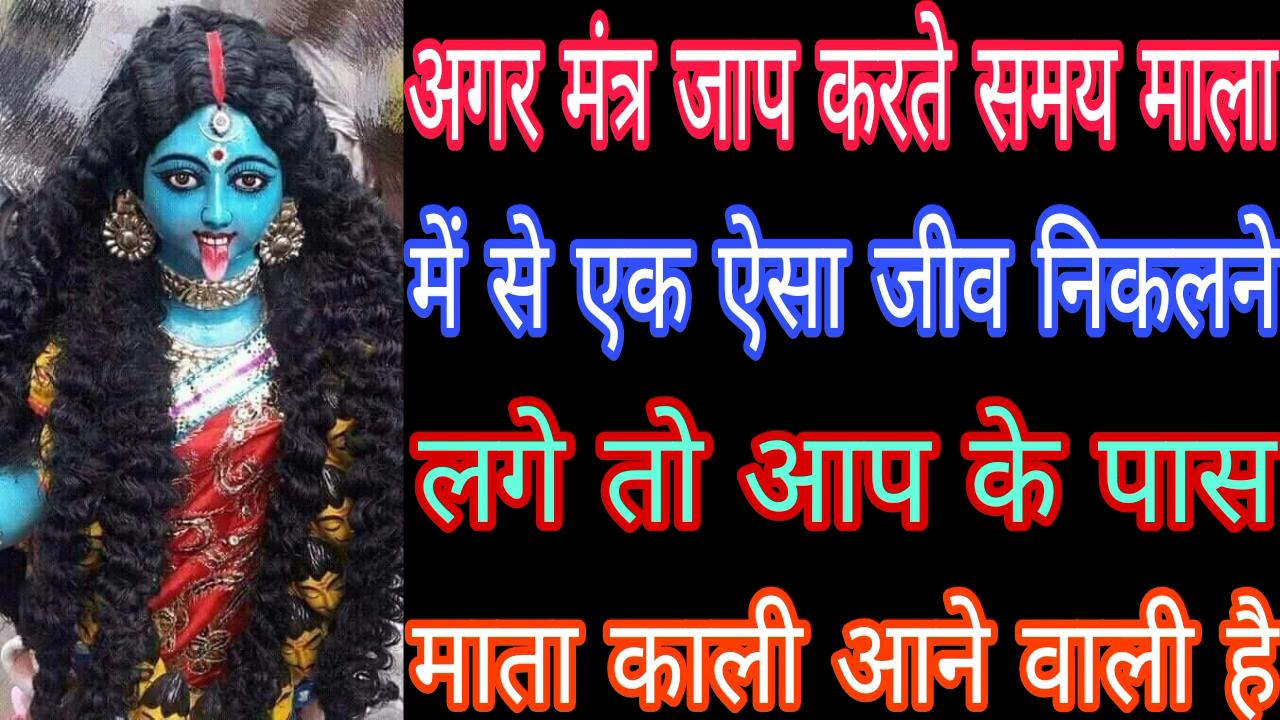 अगर मंत्र जाप करते समय माला
में से एक ऐसा जीव निकलने
लगे तो आप के पास
माता काली आने वाली है